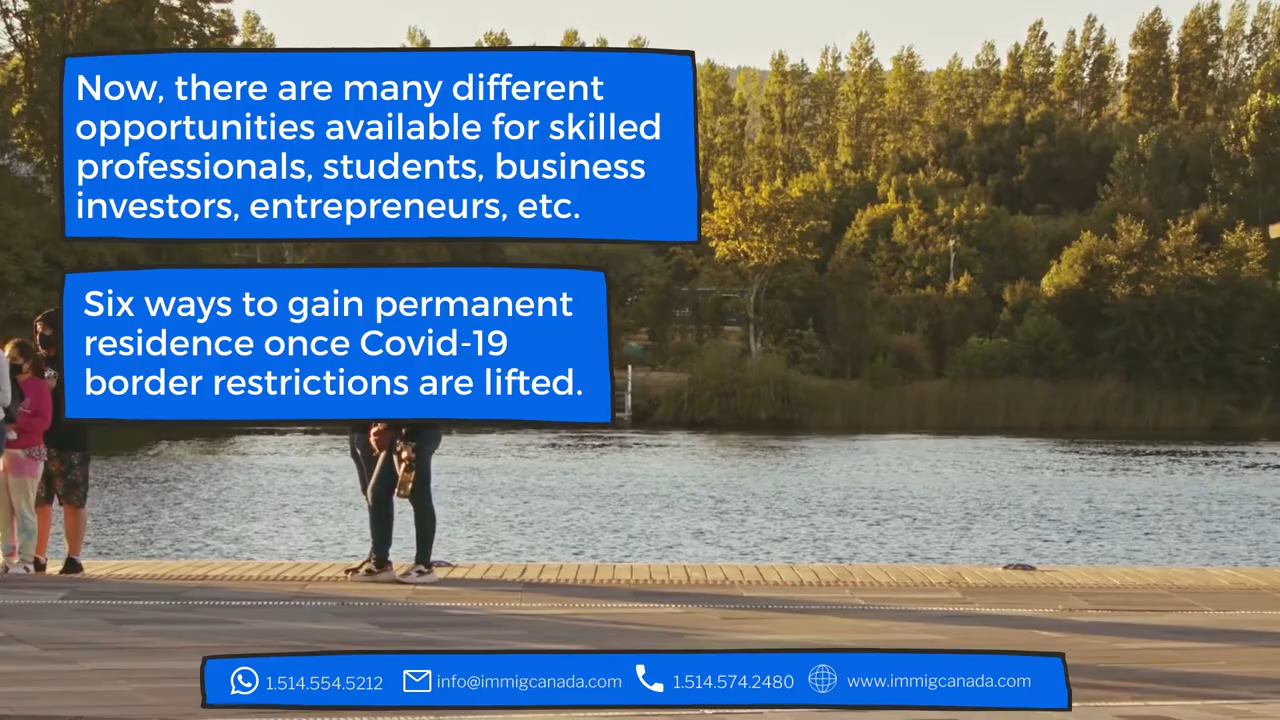 Now, there are many different
opportunities available for skilled
professionals, students, business
investors, entrepreneurs, etc.
Six ways to gain permanent
residence once Covid-19
border restrictions are lifted.
1.514.554.5212 info@immigcanada.com 1.514.574.2480 www.immigcanada.com